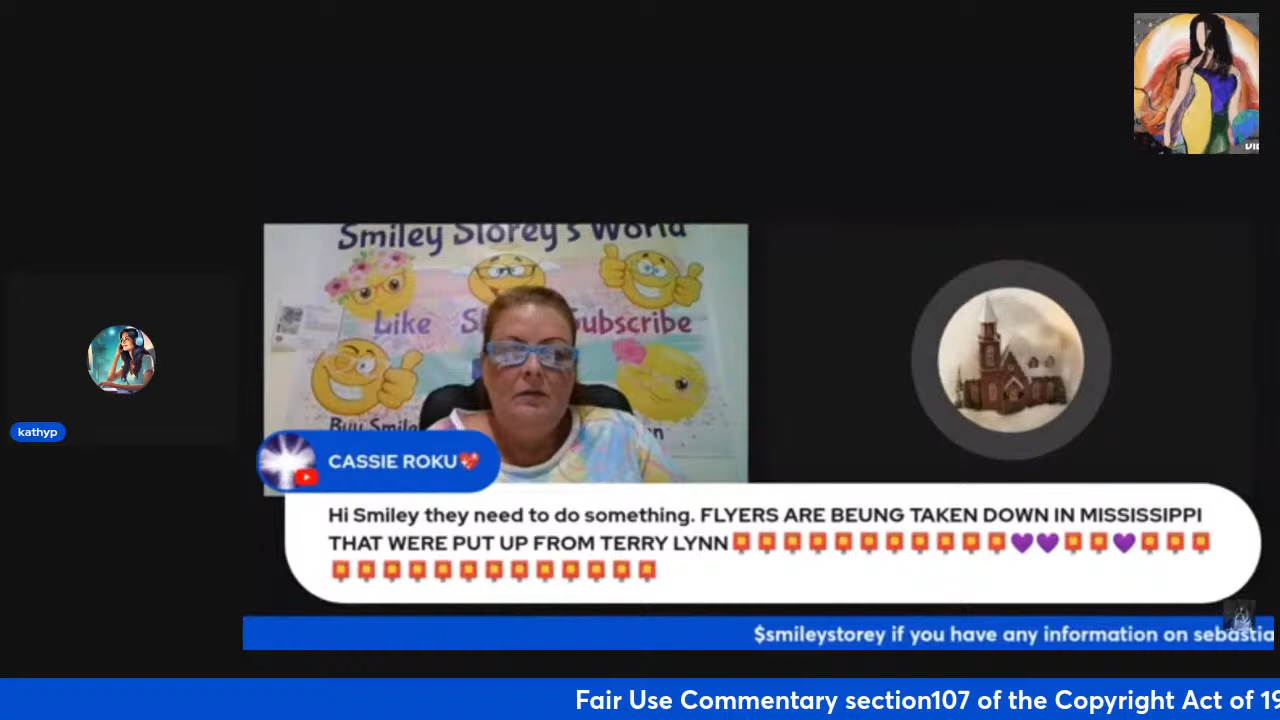 Smiley Storey's World
Like
Subscribe
kathyp
CASSIE ROKU💖
Hi Smiley they need to do something. FLYERS ARE BEUNG TAKEN DOWN IN MISSISSIPPI
THAT WERE PUT UP FROM TERRY LYNN
$smileystorey if you have any information on sebastia
Fair Use Commentary section107 of the Copyright Act of 19